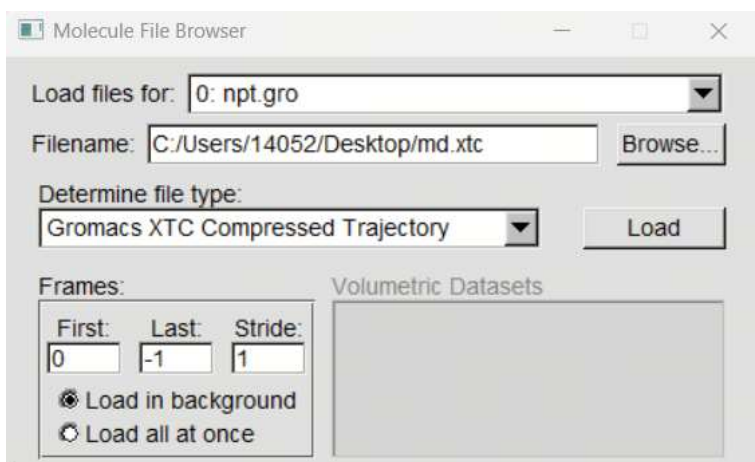 Molecule File Browser
Load files for: 0: npt.gro
Filename: C:/Users/14052/Desktop/md.xtc Browse...
Determine file type:
Gromacs XTC Compressed Trajectory Load
Frames: Volumetric Datasets
First: Last: Stride:
0 -1 1
Load in background
Load all at once